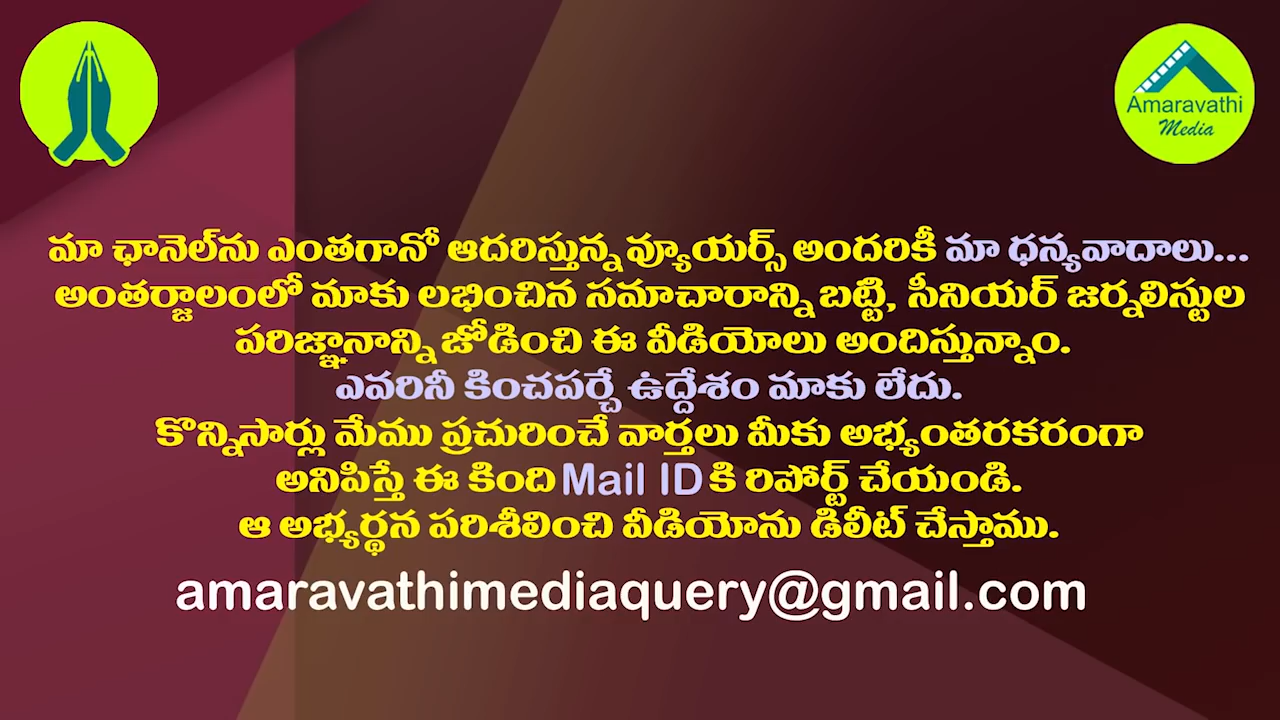 Amaravathi
Media
మా ఛానెల్‌ను ఎంతగానో ఆదరిస్తున్న వ్యూయర్స్ అందరికీ మా ధన్యవాదాలు...
అంతర్జాలంలో మాకు లభించిన సమాచారాన్ని బట్టి, సీనియర్ జర్నలిస్టుల
పరిజ్ఞానాన్ని జోడించి ఈ వీడియోలు అందిస్తున్నాం.
ఎవరినీ కించపర్చే ఉద్దేశం మాకు లేదు.
కొన్నిసార్లు మేము ప్రచురించే వార్తలు మీకు అభ్యంతరకరంగా
అనిపిస్తే ఈ కింది Mail ID కి రిపోర్ట్ చేయండి.
ఆ అభ్యర్థన పరిశీలించి వీడియోను డిలీట్ చేస్తాము.
amaravathimediaquery@gmail.com